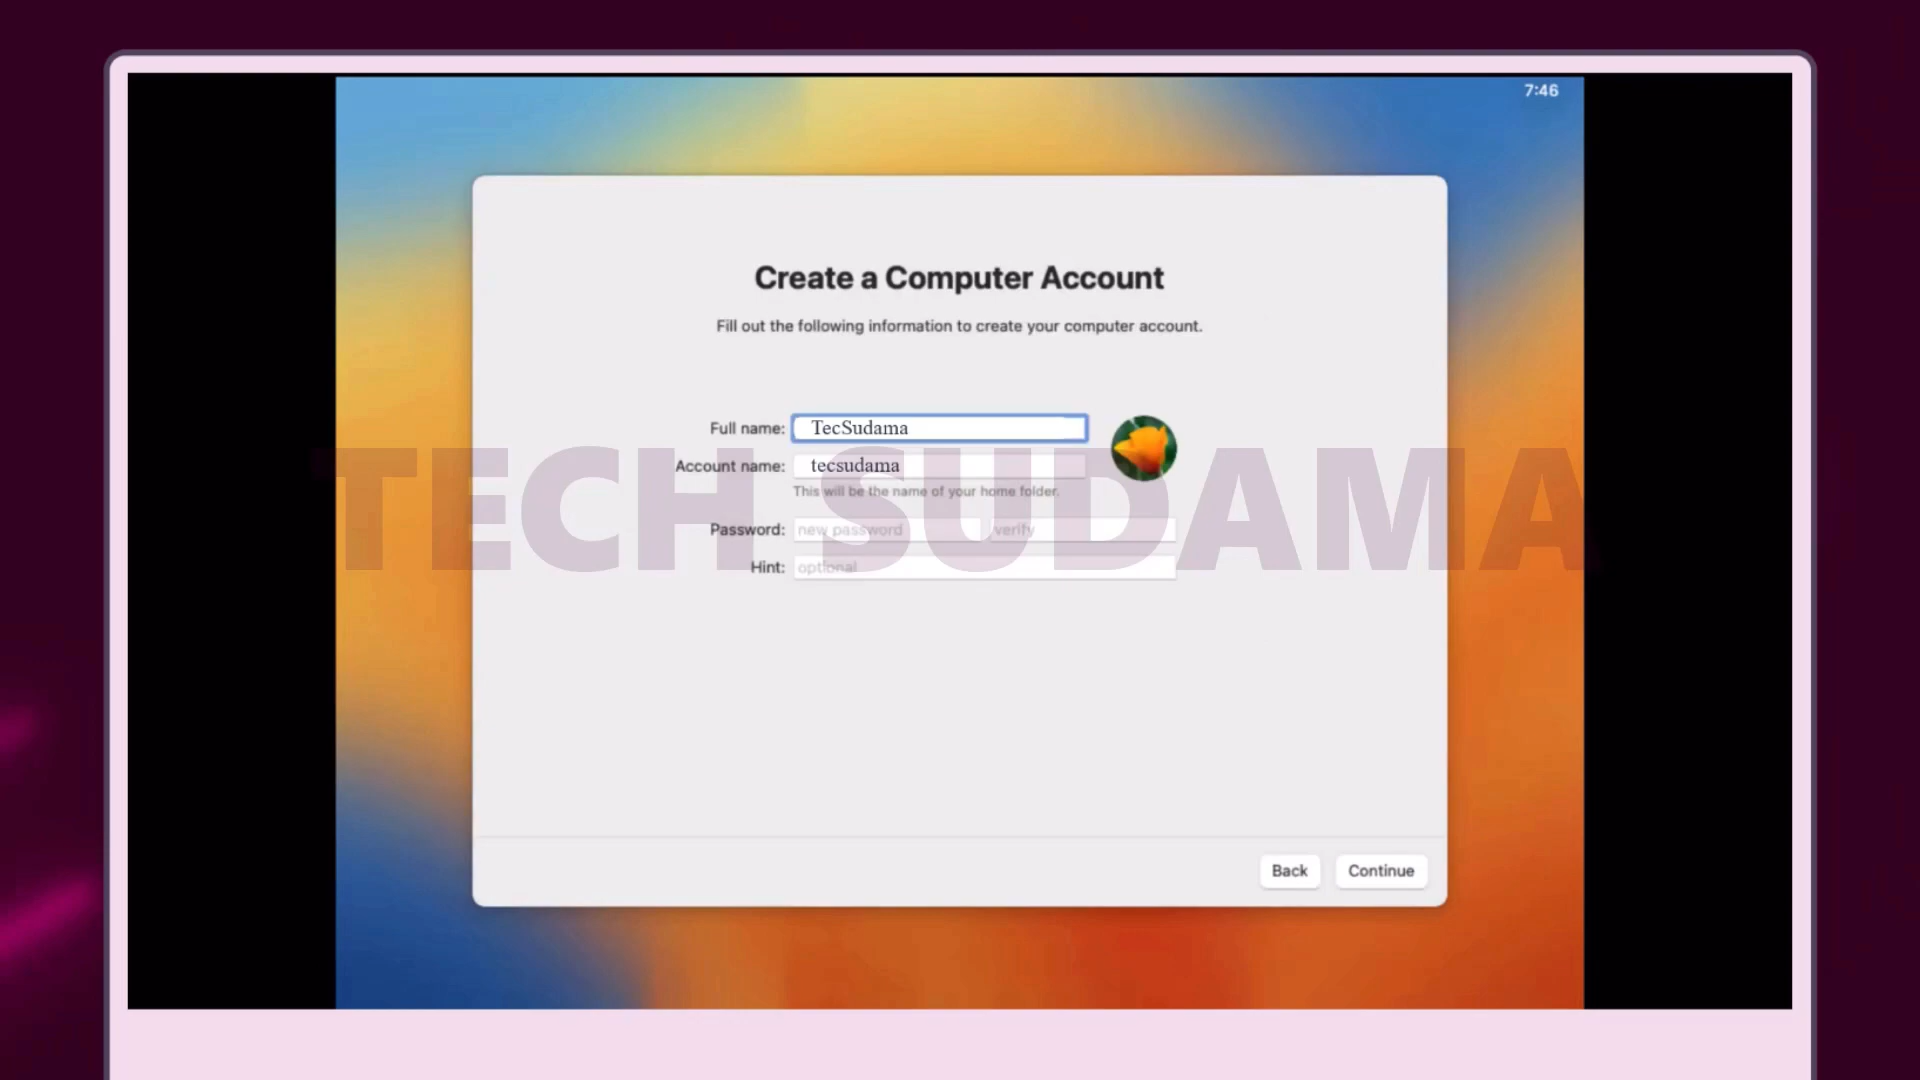 7:46
Create a Computer Account
Fill out the following information to create your computer account.
Full name: TecSudama
Account name: tecsudama
This will be the name of your home folder.
TECH SUDAMA
Password: new password verify
Hint: optional
Back Continue